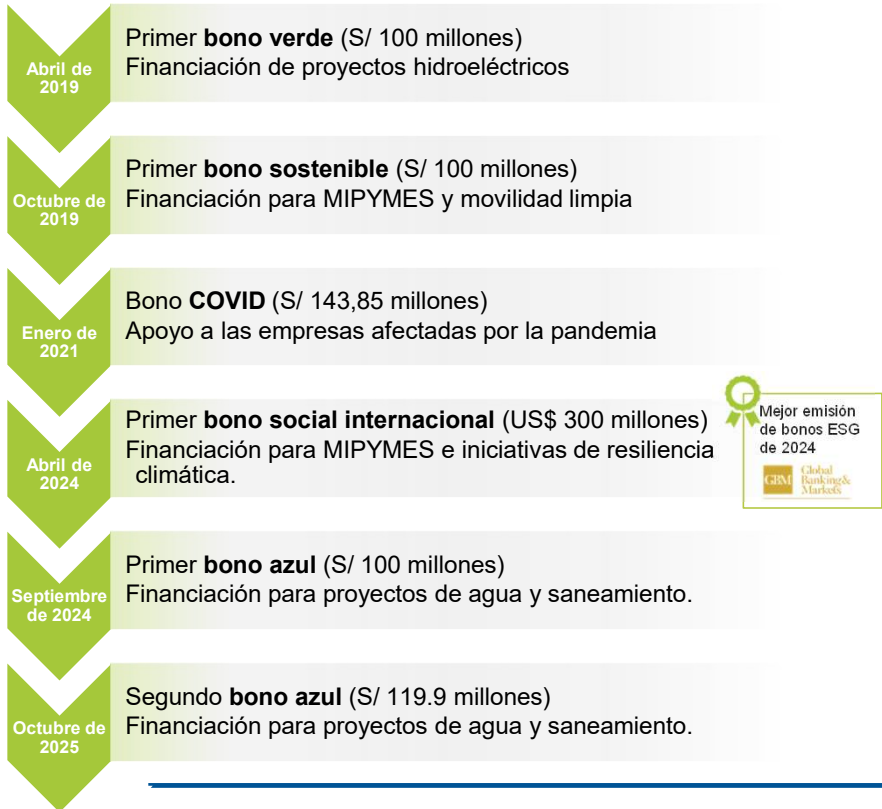 Abril de
2019
Primer bono verde (S/ 100 millones)
Financiación de proyectos hidroeléctricos
Octubre de
2019
Primer bono sostenible (S/ 100 millones)
Financiación para MIPYMES y movilidad limpia
Enero de
2021
Bono COVID (S/ 143,85 millones)
Apoyo a las empresas afectadas por la pandemia
Abril de
2024
Primer bono social internacional (US$ 300 millones)
Financiación para MIPYMES e iniciativas de resiliencia
climática.
Mejor emisión
de bonos ESG
de 2024
GBM
Global
Banking&
Markets
Septiembre
de 2024
Primer bono azul (S/ 100 millones)
Financiación para proyectos de agua y saneamiento.
Octubre de
2025
Segundo bono azul (S/ 119.9 millones)
Financiación para proyectos de agua y saneamiento.